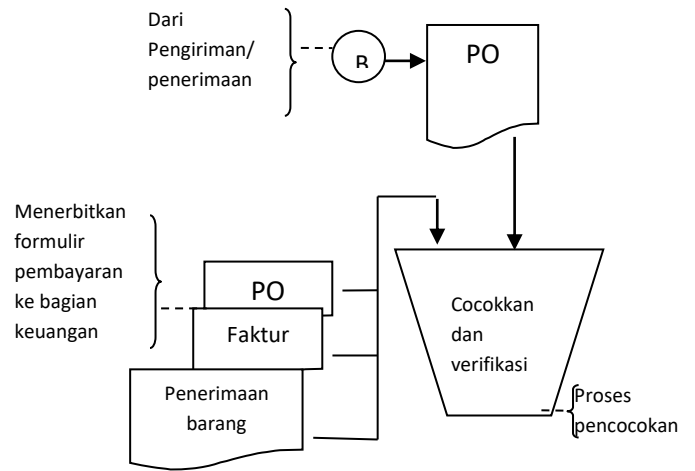 Dari
Pengiriman/
penerimaan
B
PO
Menerbitkan
formulir
pembayaran
ke bagian
keuangan
PO
Faktur
Penerimaan
barang
Cocokkan
dan
verifikasi
Proses
pencocokan